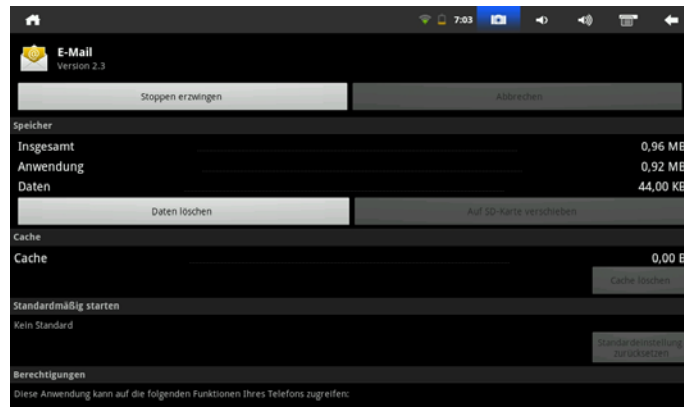 7:03
E-Mail
Version 2.3
Stoppen erzwingen
Abbrechen
Speicher
Insgesamt 0,96 MB
Anwendung 0,92 MB
Daten 44,00 KB
Daten löschen
Auf SD-Karte verschieben
Cache
Cache 0,00 B
Cache löschen
Standardmäßig starten
Kein Standard
Standardeinstellung
zurücksetzen
Berechtigungen
Diese Anwendung kann auf die folgenden Funktionen Ihres Telefons zugreifen: